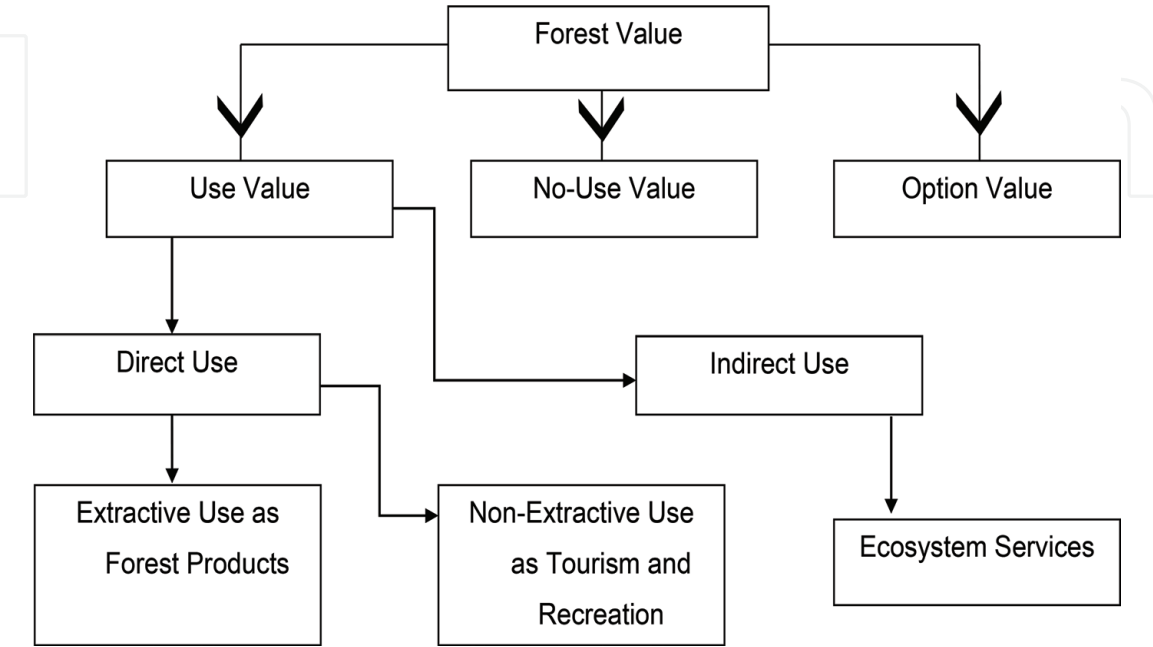 Forest Value
Use Value
No-Use Value
Option Value
Direct Use
Indirect Use
Extractive Use as
Forest Products
Non-Extractive Use
as Tourism and
Recreation
Ecosystem Services